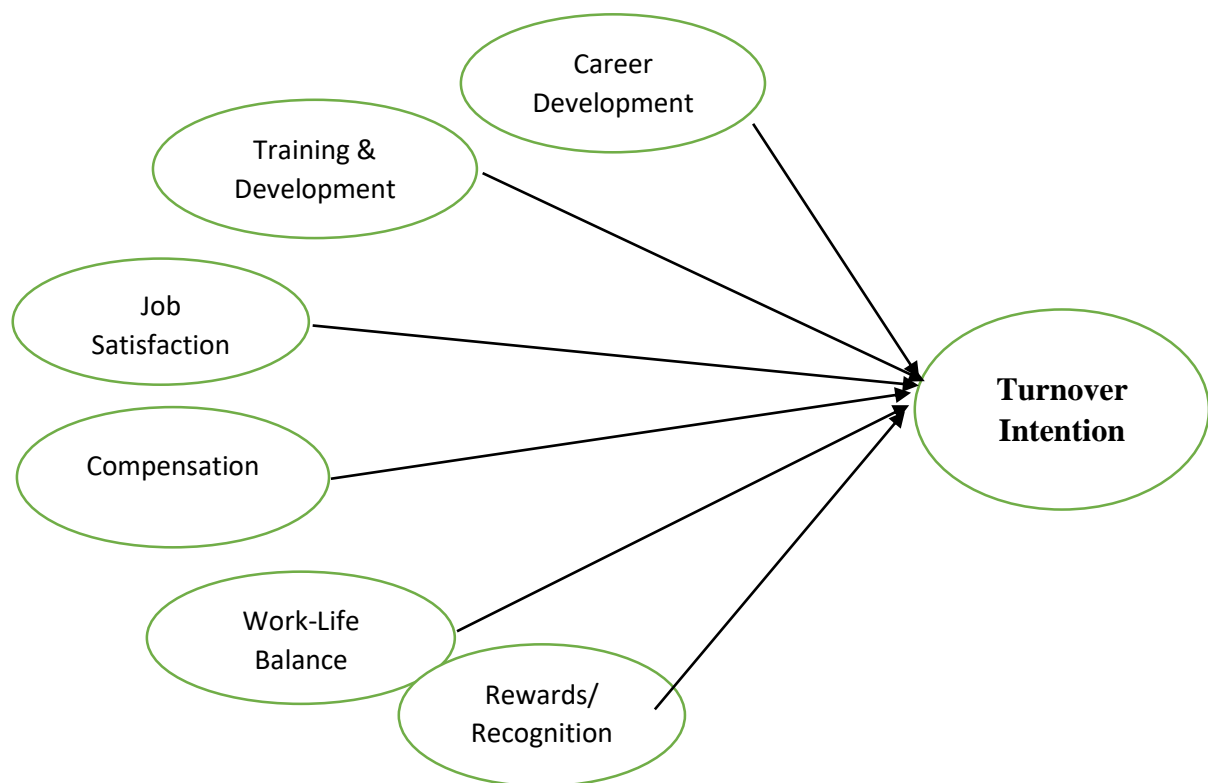 Career
Development
Training &
Development
Job
Satisfaction
Compensation
Turnover
Intention
Work-Life
Balance
Rewards/
Recognition